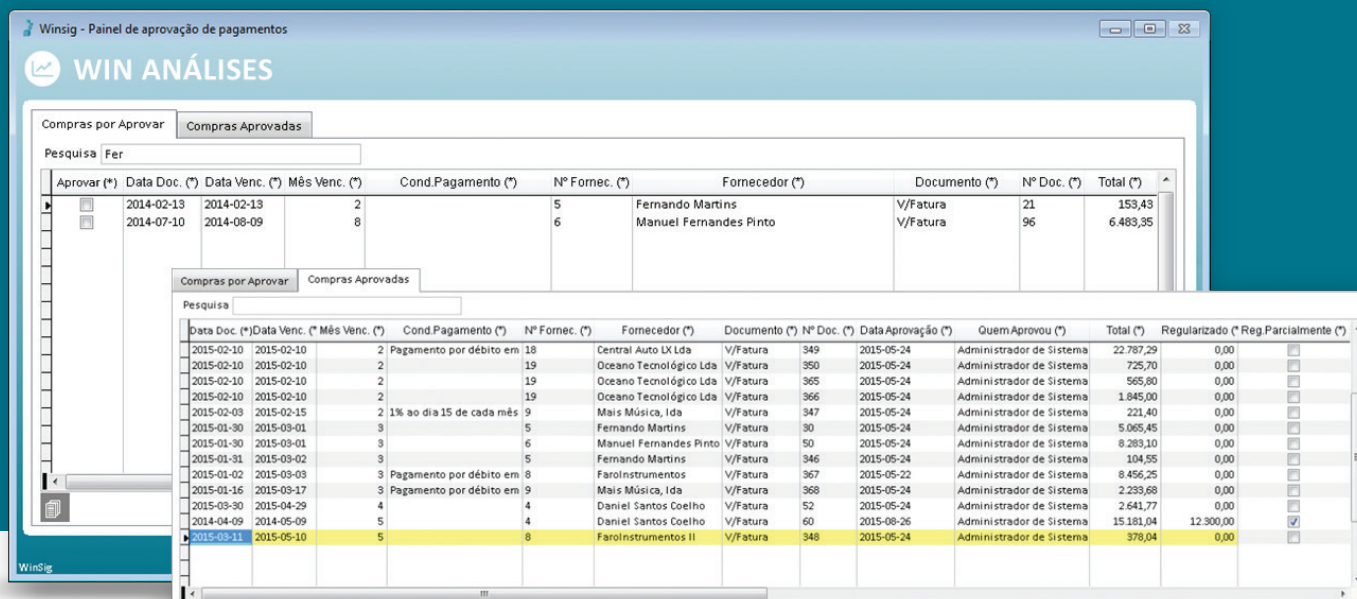 Winsig - Painel de aprovação de pagamentos
WIN ANÁLISES
Compras por Aprovar Compras Aprovadas
Pesquisa Fer
Aprovar (*) Data Doc. (*) Data Venc. (*) Mês Venc. (*) Cond.Pagamento (*) Nº Fornec. (*) Fornecedor (*) Documento (*) Nº Doc. (*) Total (*)
2014-02-13 2014-02-13 2 5 Fernando Martins V/Fatura 21 153,43
2014-07-10 2014-08-09 8 6 Manuel Fernandes Pinto V/Fatura 96 6.483,35
Compras por Aprovar Compras Aprovadas
Pesquisa
Data Doc. (*) Data Venc. (* Mês Venc. (*) Cond.Pagamento (*) Nº Fornec. (*) Fornecedor (*) Documento (*) Nº Doc. (*) Data Aprovação (*) Quem Aprovou (*) Total (*) Regularizado (* Reg.Parcialmente (*)
2015-02-10 2015-02-10 2 Pagamento por débito em 18 Central Auto LX Lda V/Fatura 349 2015-05-24 Administrador de Sistema 22.787,29 0,00
2015-02-10 2015-02-10 2 19 Oceano Tecnológico Lda V/Fatura 350 2015-05-24 Administrador de Sistema 725,70 0,00
2015-02-10 2015-02-10 2 19 Oceano Tecnológico Lda V/Fatura 365 2015-05-24 Administrador de Sistema 565,80 0,00
2015-02-10 2015-02-10 2 19 Oceano Tecnológico Lda V/Fatura 366 2015-05-24 Administrador de Sistema 1.845,00 0,00
2015-02-03 2015-02-15 2 1% ao dia 15 de cada mês 9 Mais Música, lda V/Fatura 347 2015-05-24 Administrador de Sistema 221,40 0,00
2015-01-30 2015-03-01 3 5 Fernando Martins V/Fatura 30 2015-05-24 Administrador de Sistema 5.065,45 0,00
2015-01-30 2015-03-01 3 6 Manuel Fernandes Pinto V/Fatura 50 2015-05-24 Administrador de Sistema 8.283,10 0,00
2015-01-31 2015-03-02 3 5 Fernando Martins V/Fatura 346 2015-05-24 Administrador de Sistema 104,55 0,00
2015-01-02 2015-03-03 3 Pagamento por débito em 8 FaroInstrumentos V/Fatura 367 2015-05-22 Administrador de Sistema 8.456,25 0,00
2015-01-16 2015-03-17 3 Pagamento por débito em 9 Mais Música, lda V/Fatura 368 2015-05-24 Administrador de Sistema 2.233,68 0,00
2015-03-30 2015-04-29 4 4 Daniel Santos Coelho V/Fatura 52 2015-05-24 Administrador de Sistema 2.641,77 0,00
2014-04-09 2014-05-09 5 4 Daniel Santos Coelho V/Fatura 60 2015-08-26 Administrador de Sistema 15.181,04 12.300,00
2015-03-11 2015-05-10 5 8 FaroInstrumentos II V/Fatura 348 2015-05-24 Administrador de Sistema 378,04 0,00
WinSig